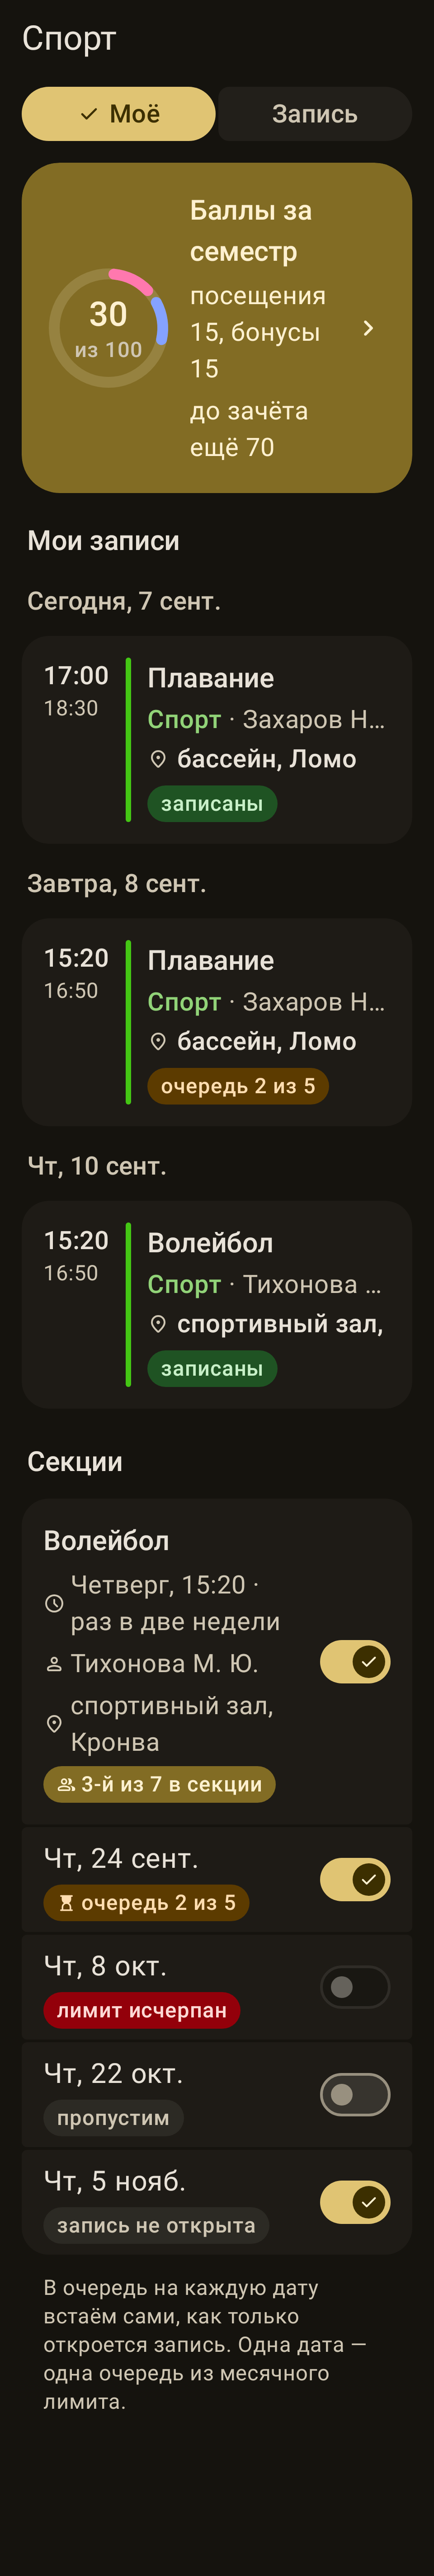 Спорт
Моё
Запись
Баллы за
семестр
30
из 100
посещения
15, бонусы
15
до зачёта
ещё 70
Мои записи
Сегодня, 7 сент.
17:00
18:30
Плавание
Спорт · Захаров Н…
бассейн, Ломо
записаны
Завтра, 8 сент.
15:20
16:50
Плавание
Спорт · Захаров Н…
бассейн, Ломо
очередь 2 из 5
Чт, 10 сент.
15:20
16:50
Волейбол
Спорт · Тихонова …
спортивный зал,
записаны
Секции
Волейбол
Четверг, 15:20 ·
раз в две недели
Тихонова М. Ю.
спортивный зал,
Кронва
3-й из 7 в секции
Чт, 24 сент.
очередь 2 из 5
Чт, 8 окт.
лимит исчерпан
Чт, 22 окт.
пропустим
Чт, 5 нояб.
запись не открыта
В очередь на каждую дату
встаём сами, как только
откроется запись. Одна дата —
одна очередь из месячного
лимита.